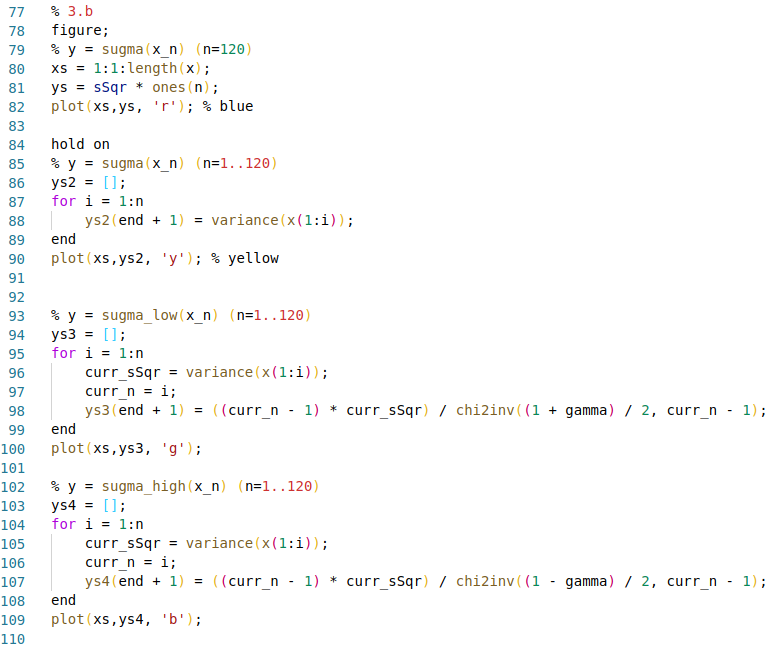 77 % 3.b
78 figure;
79 % y = sugma(x_n) (n=120)
80 xs = 1:1:length(x);
81 ys = sSqr * ones(n);
82 plot(xs,ys, 'r'); % blue
83
84 hold on
85 % y = sugma(x_n) (n=1..120)
86 ys2 = [];
87 for i = 1:n
88     ys2(end + 1) = variance(x(1:i));
89 end
90 plot(xs,ys2, 'y'); % yellow
91
92
93 % y = sugma_low(x_n) (n=1..120)
94 ys3 = [];
95 for i = 1:n
96     curr_sSqr = variance(x(1:i));
97     curr_n = i;
98     ys3(end + 1) = ((curr_n - 1) * curr_sSqr) / chi2inv((1 + gamma) / 2, curr_n - 1);
99 end
100 plot(xs,ys3, 'g');
101
102 % y = sugma_high(x_n) (n=1..120)
103 ys4 = [];
104 for i = 1:n
105     curr_sSqr = variance(x(1:i));
106     curr_n = i;
107     ys4(end + 1) = ((curr_n - 1) * curr_sSqr) / chi2inv((1 - gamma) / 2, curr_n - 1);
108 end
109 plot(xs,ys4, 'b');
110